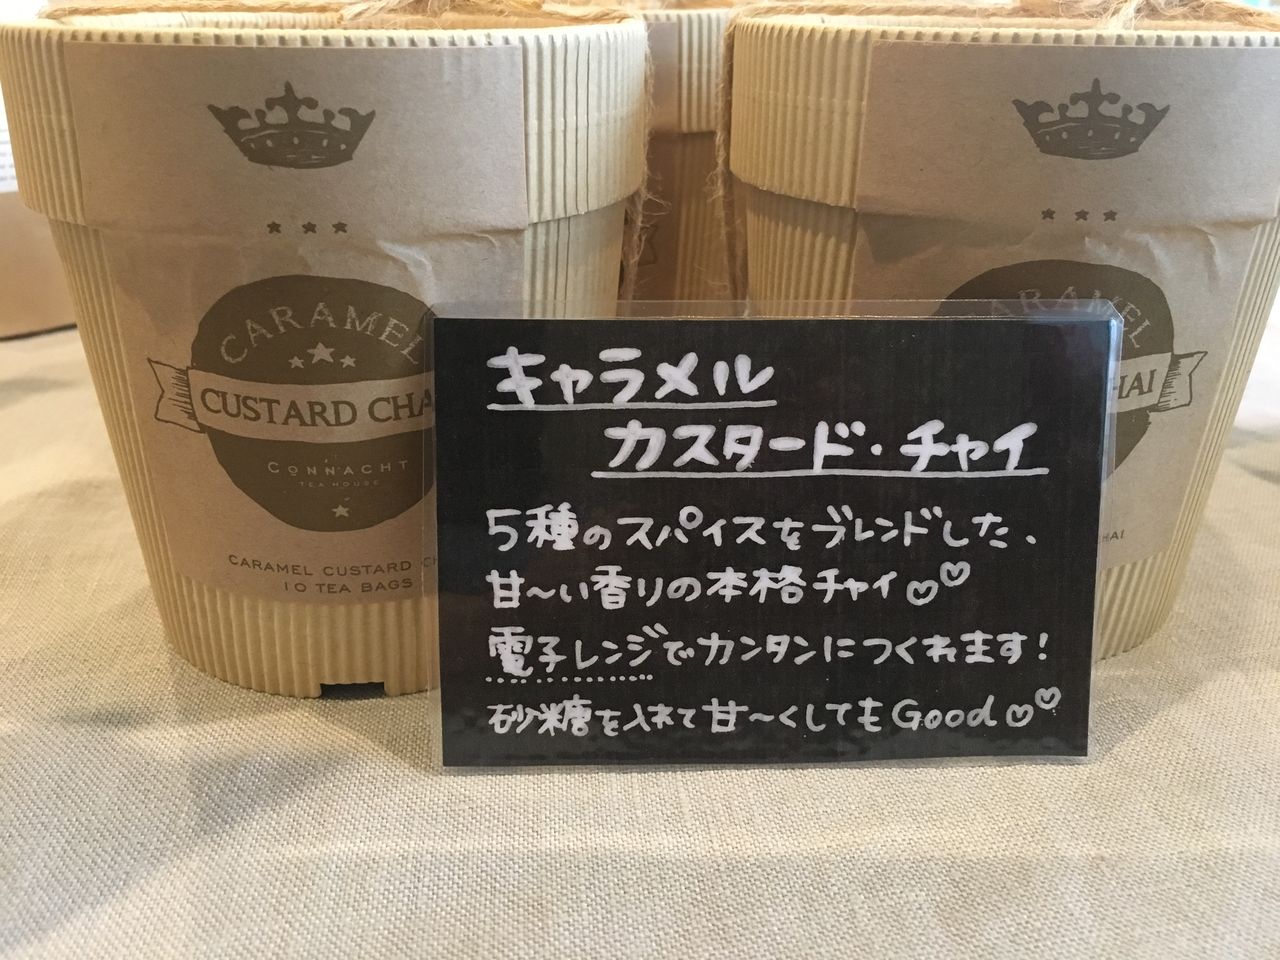 CARAMEL
CUSTARD CHA
CONNACHT
TEA HOUSE
CARAMEL CUSTARD C
10 TEA BAGS
キャラメル
カスタード・チャイ
5種のスパイスをブレンドした、
甘〜い香りの本格チャイ♡♡
電子レンジでカンタンにつくれます!
砂糖を入れて甘〜くしてもGood♡♡
ARAMEL
HAI
HAI